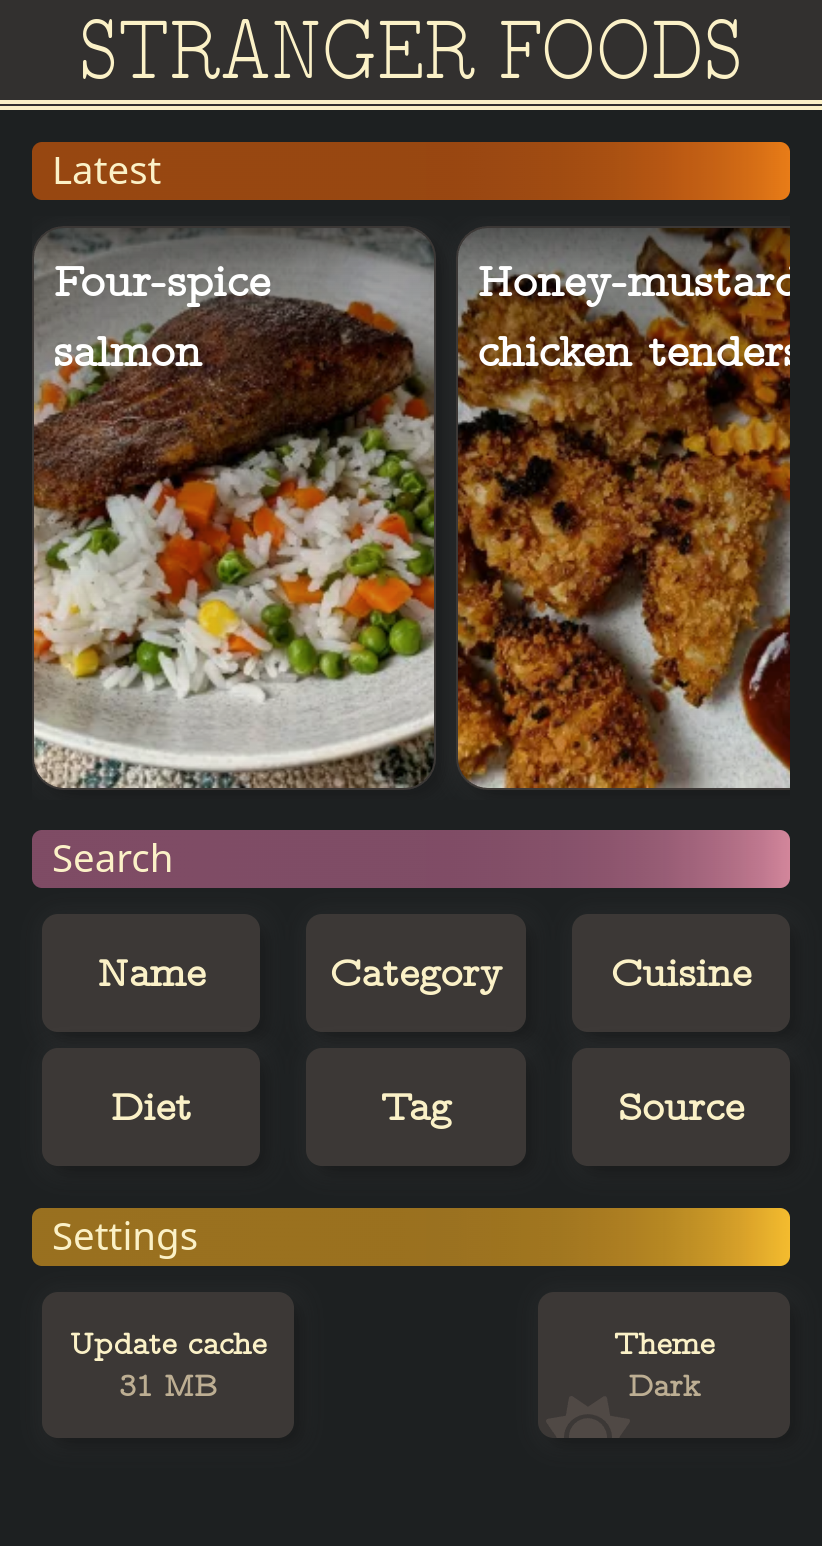 STRANGER FOODS
Latest
Four-spice
salmon
Honey-mustard
chicken tenders
Search
Name
Category
Cuisine
Diet
Tag
Source
Settings
Update cache
31 MB
Theme
Dark